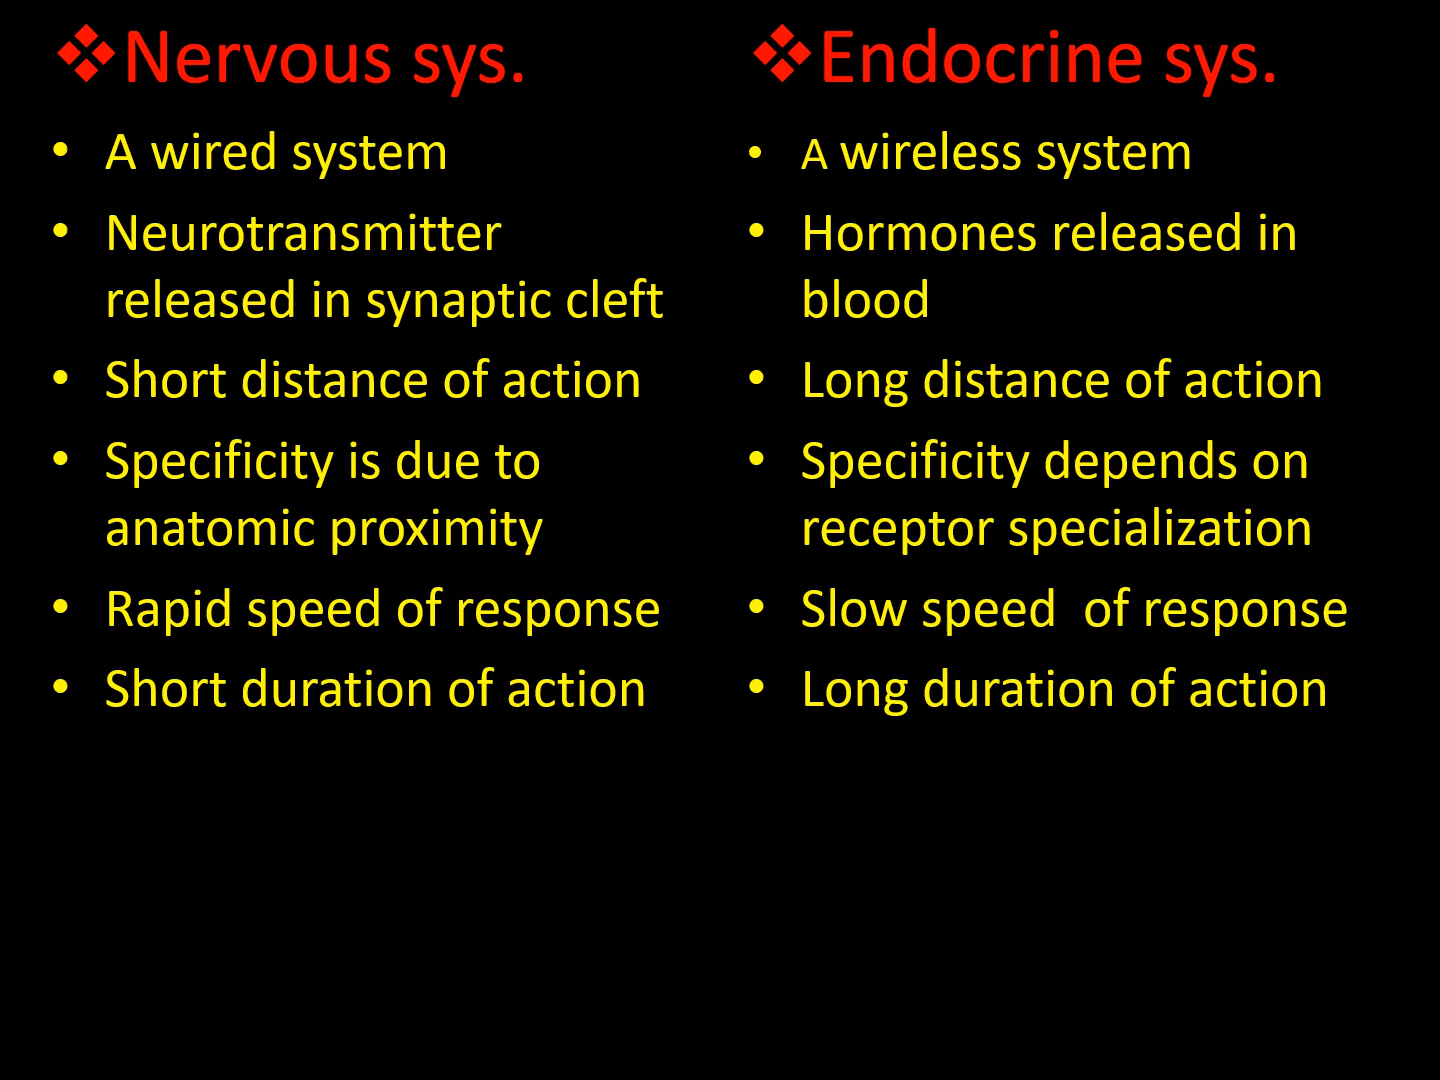 ❖Nervous sys.
• A wired system
• Neurotransmitter
released in synaptic cleft
• Short distance of action
• Specificity is due to
anatomic proximity
• Rapid speed of response
• Short duration of action
❖Endocrine sys.
• A wireless system
• Hormones released in
blood
• Long distance of action
• Specificity depends on
receptor specialization
• Slow speed  of response
• Long duration of action